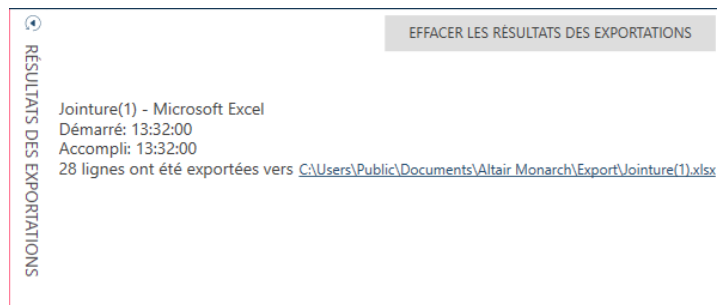 EFFACER LES RÉSULTATS DES EXPORTATIONS
RÉSULTATS DES EXPORTATIONS
Jointure(1) - Microsoft Excel
Démarré: 13:32:00
Accompli: 13:32:00
28 lignes ont été exportées vers C:\Users\Public\Documents\Altair Monarch\Export\Jointure(1).xlsx